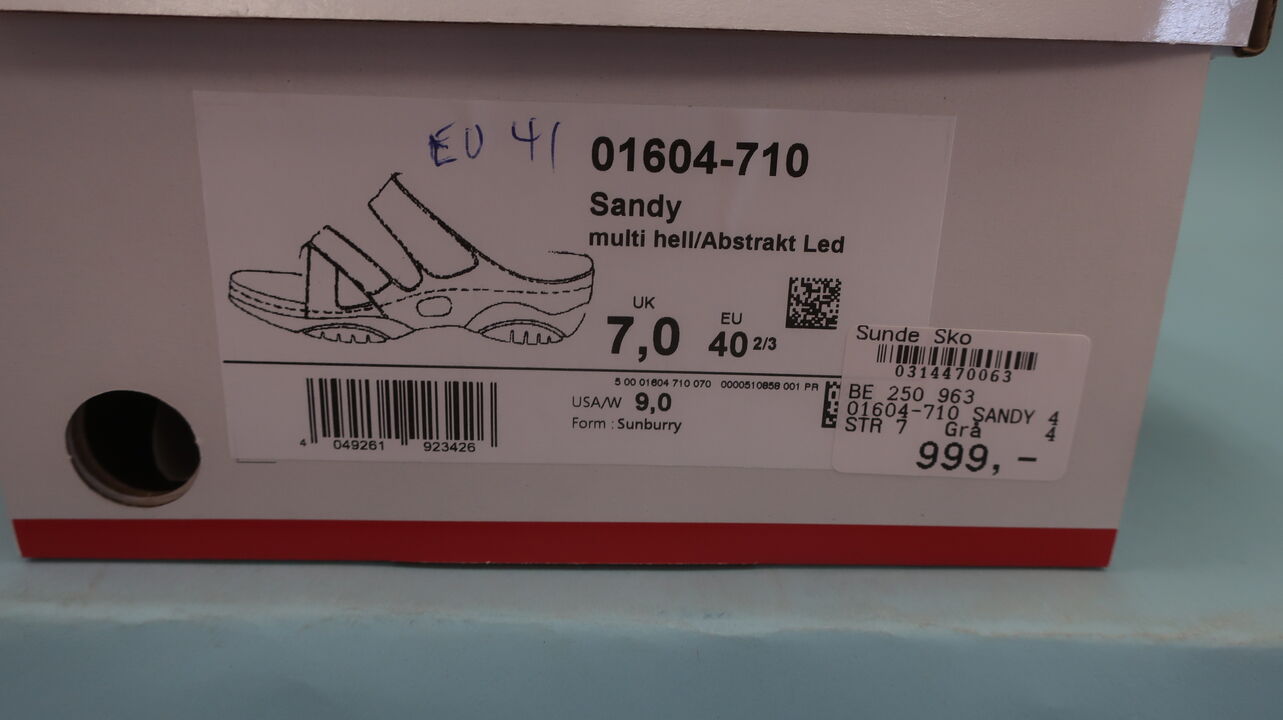 EU 41
01604-710
Sandy
multi hell/Abstrakt Led
UK
7,0
EU
40 2/3
5 00 01604 710 070 0000510858 001 PR
USA/W 9,0
Form : Sunburry
4 049261 923426
Sunde Sko
0314470063
BE 250 963
01604-710 SANDY 4
STR 7 Grå 4
999,-